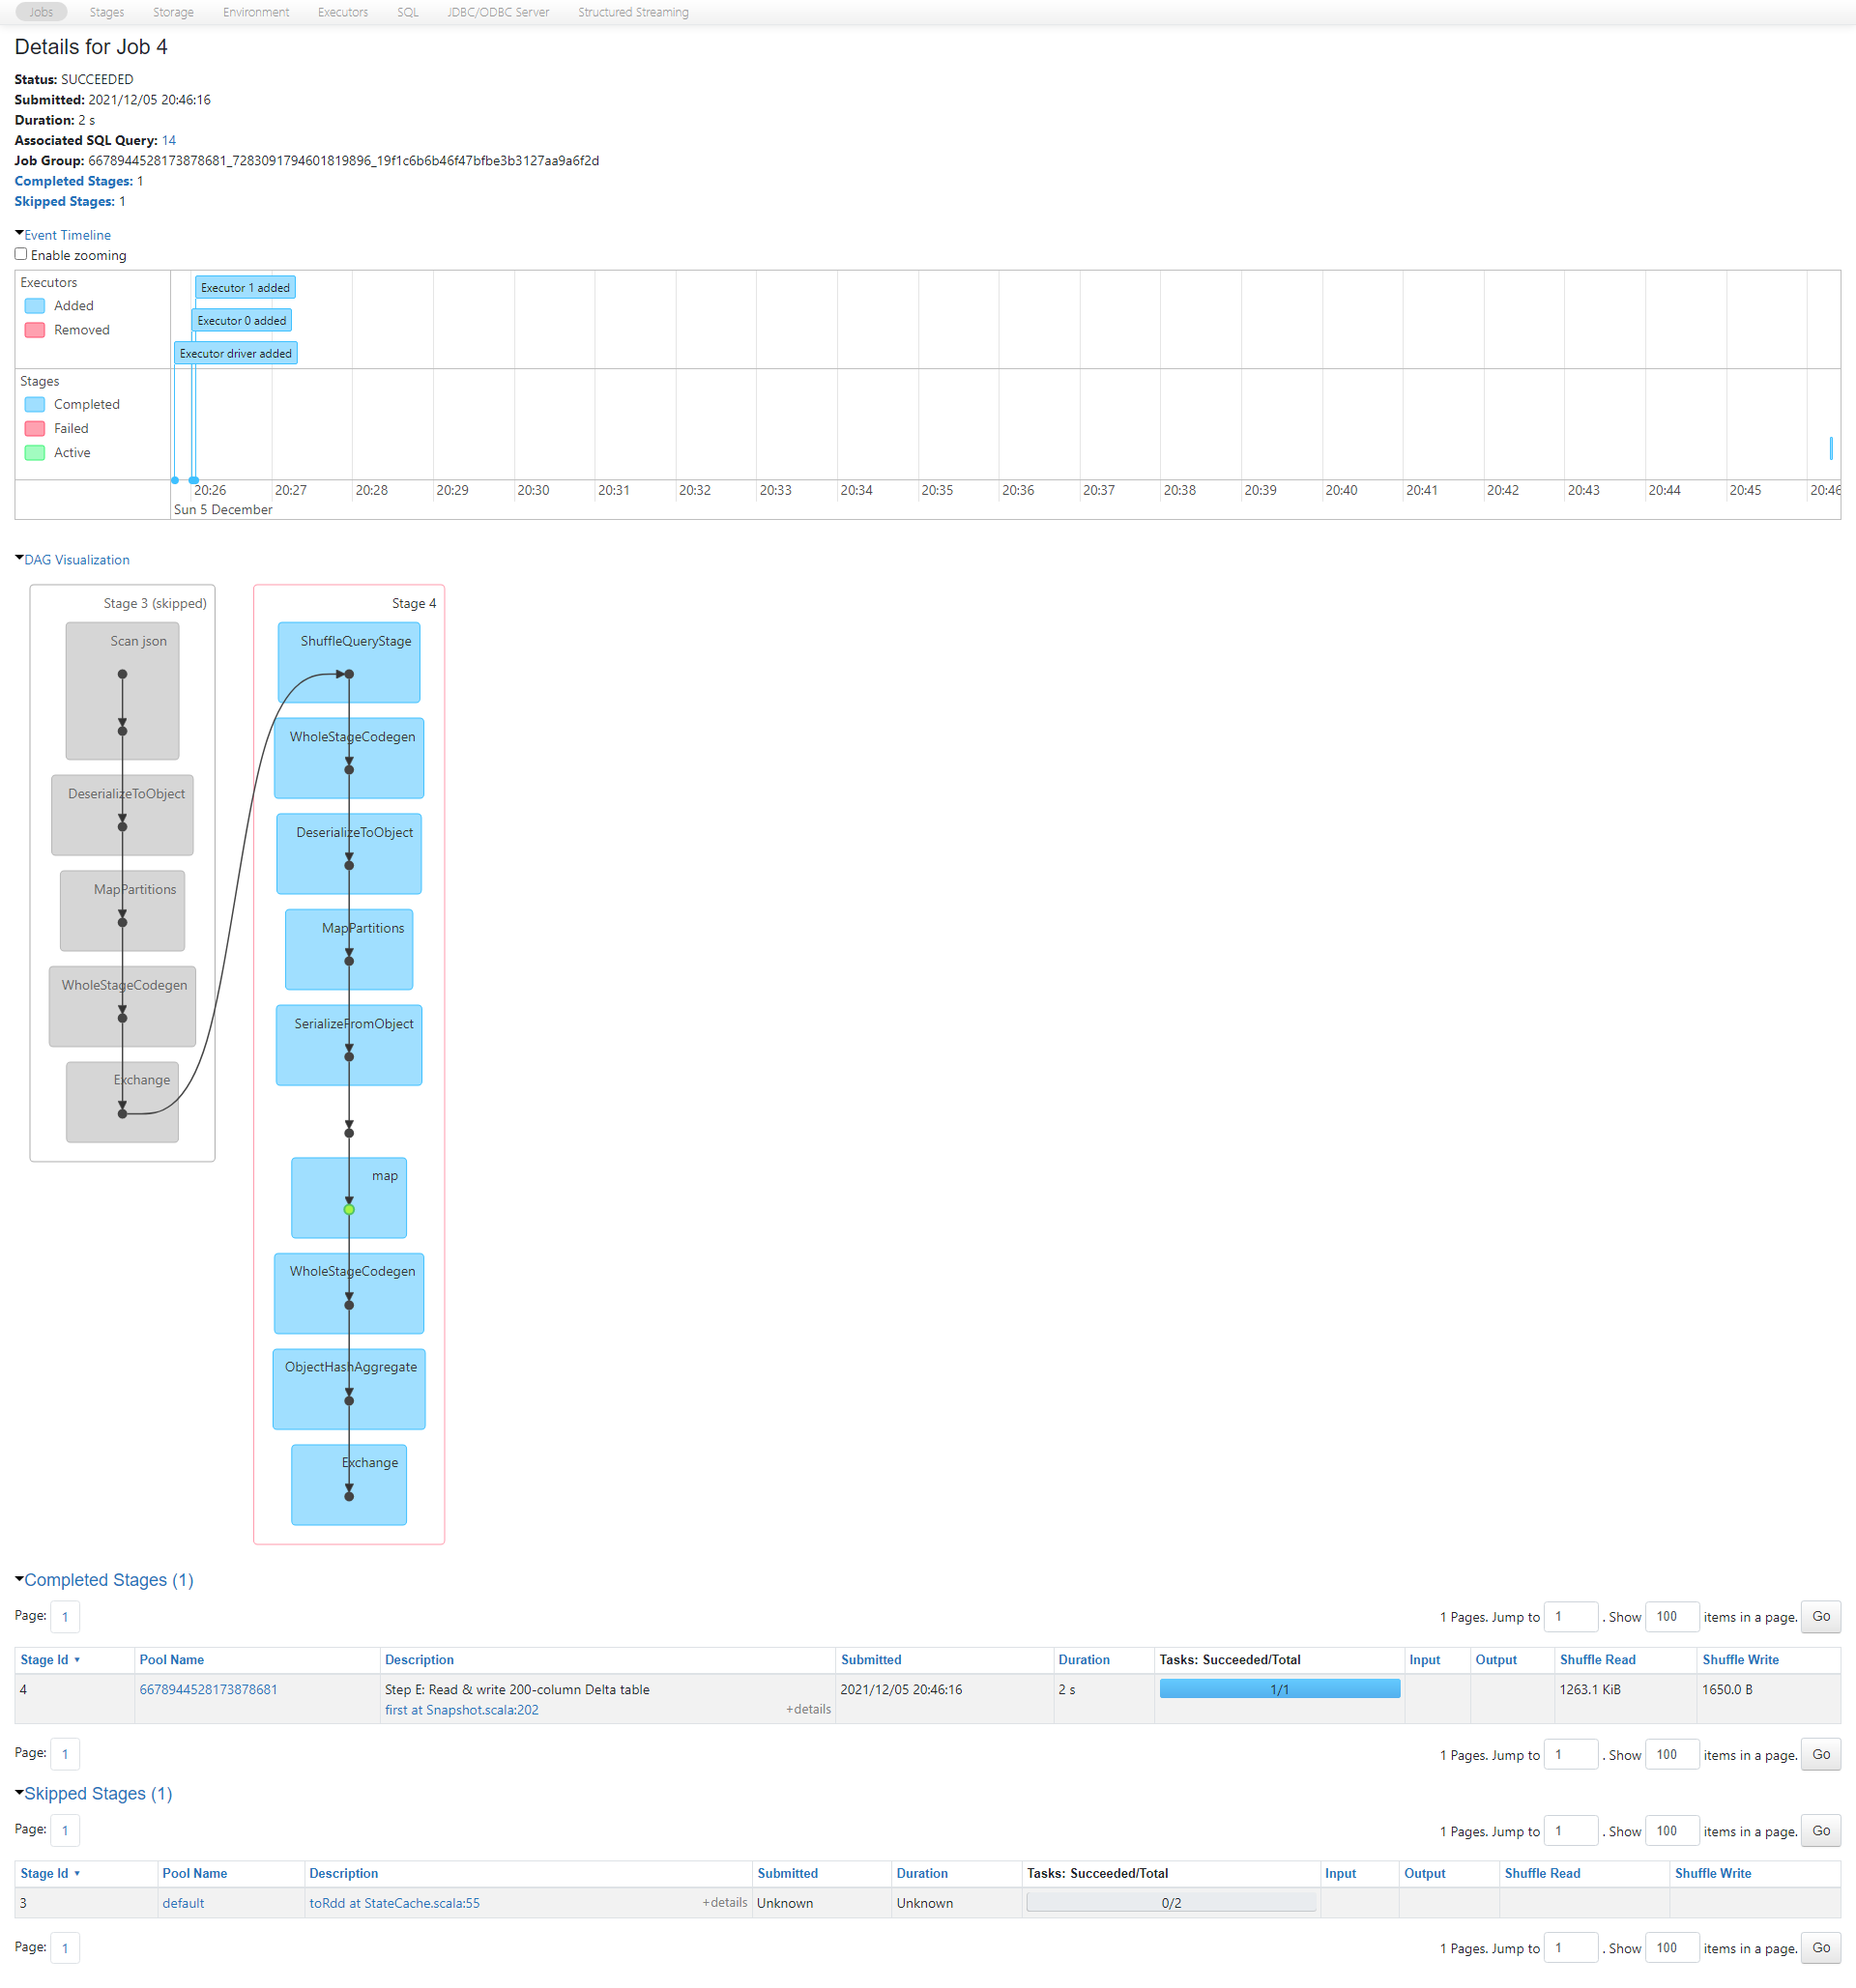 Jobs Stages Storage Environment Executors SQL JDBC/ODBC Server Structured Streaming
Details for Job 4
Status: SUCCEEDED
Submitted: 2021/12/05 20:46:16
Duration: 2 s
Associated SQL Query: 14
Job Group: 6678944528173878681_7283091794601819896_19f1c6b6b46f47bfbe3b3127aa9a6f2d
Completed Stages: 1
Skipped Stages: 1
Event Timeline
Enable zooming
Executors
Added
Removed
Executor 1 added
Executor 0 added
Executor driver added
Stages
Completed
Failed
Active
20:26 20:27 20:28 20:29 20:30 20:31 20:32 20:33 20:34 20:35 20:36 20:37 20:38 20:39 20:40 20:41 20:42 20:43 20:44 20:45 20:46
Sun 5 December
DAG Visualization
Stage 3 (skipped)
Scan json
DeserializeToObject
MapPartitions
WholeStageCodegen
Exchange
Stage 4
ShuffleQueryStage
WholeStageCodegen
DeserializeToObject
MapPartitions
SerializeFromObject
map
WholeStageCodegen
ObjectHashAggregate
Exchange
Completed Stages (1)
Page: 1 1 Pages. Jump to 1 . Show 100 items in a page. Go
Stage Id Pool Name Description Submitted Duration Tasks: Succeeded/Total Input Output Shuffle Read Shuffle Write
4 6678944528173878681 Step E: Read & write 200-column Delta table 2021/12/05 20:46:16 2 s 1/1 1263.1 KiB 1650.0 B
first at Snapshot.scala:202 +details
Page: 1 1 Pages. Jump to 1 . Show 100 items in a page. Go
Skipped Stages (1)
Page: 1 1 Pages. Jump to 1 . Show 100 items in a page. Go
Stage Id Pool Name Description Submitted Duration Tasks: Succeeded/Total Input Output Shuffle Read Shuffle Write
3 default toRdd at StateCache.scala:55 +details Unknown Unknown 0/2
Page: 1 1 Pages. Jump to 1 . Show 100 items in a page. Go